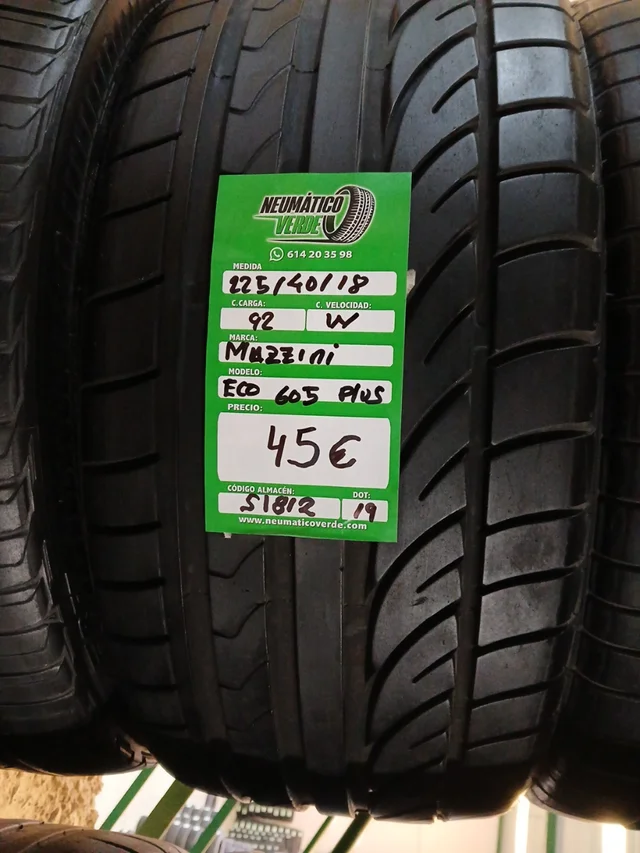 NEUMÁTICO
VERDE
614 20 35 98
MEDIDA
225/40/18
C.CARGA: C. VELOCIDAD:
92 W
MARCA:
Mazzini
MODELO:
ECO 605 Plus
PRECIO:
45€
CÓDIGO ALMACÉN: DOT:
51812 19
www.neumaticoverde.com